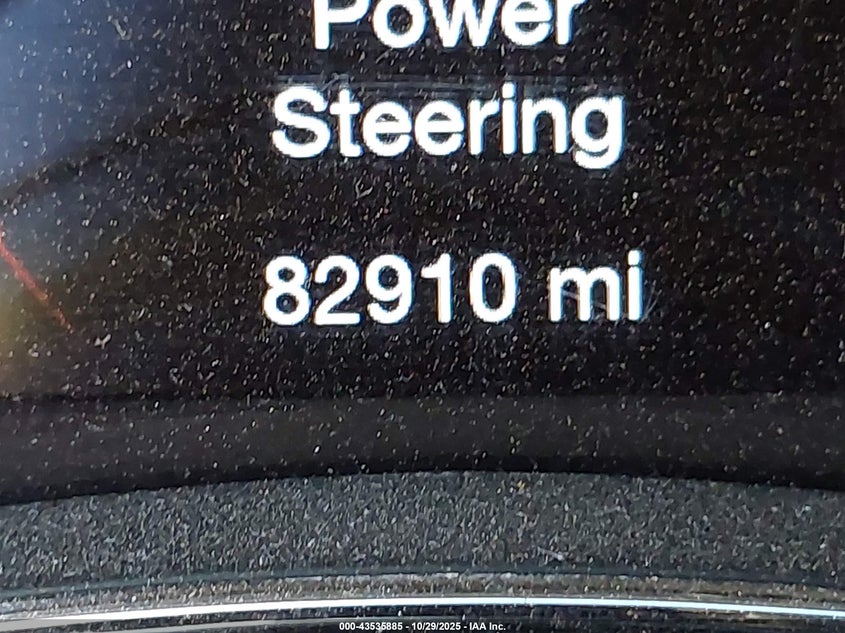 Power
Steering
82910 mi
000-43535885 - 10/29/2025 - IAA Inc.